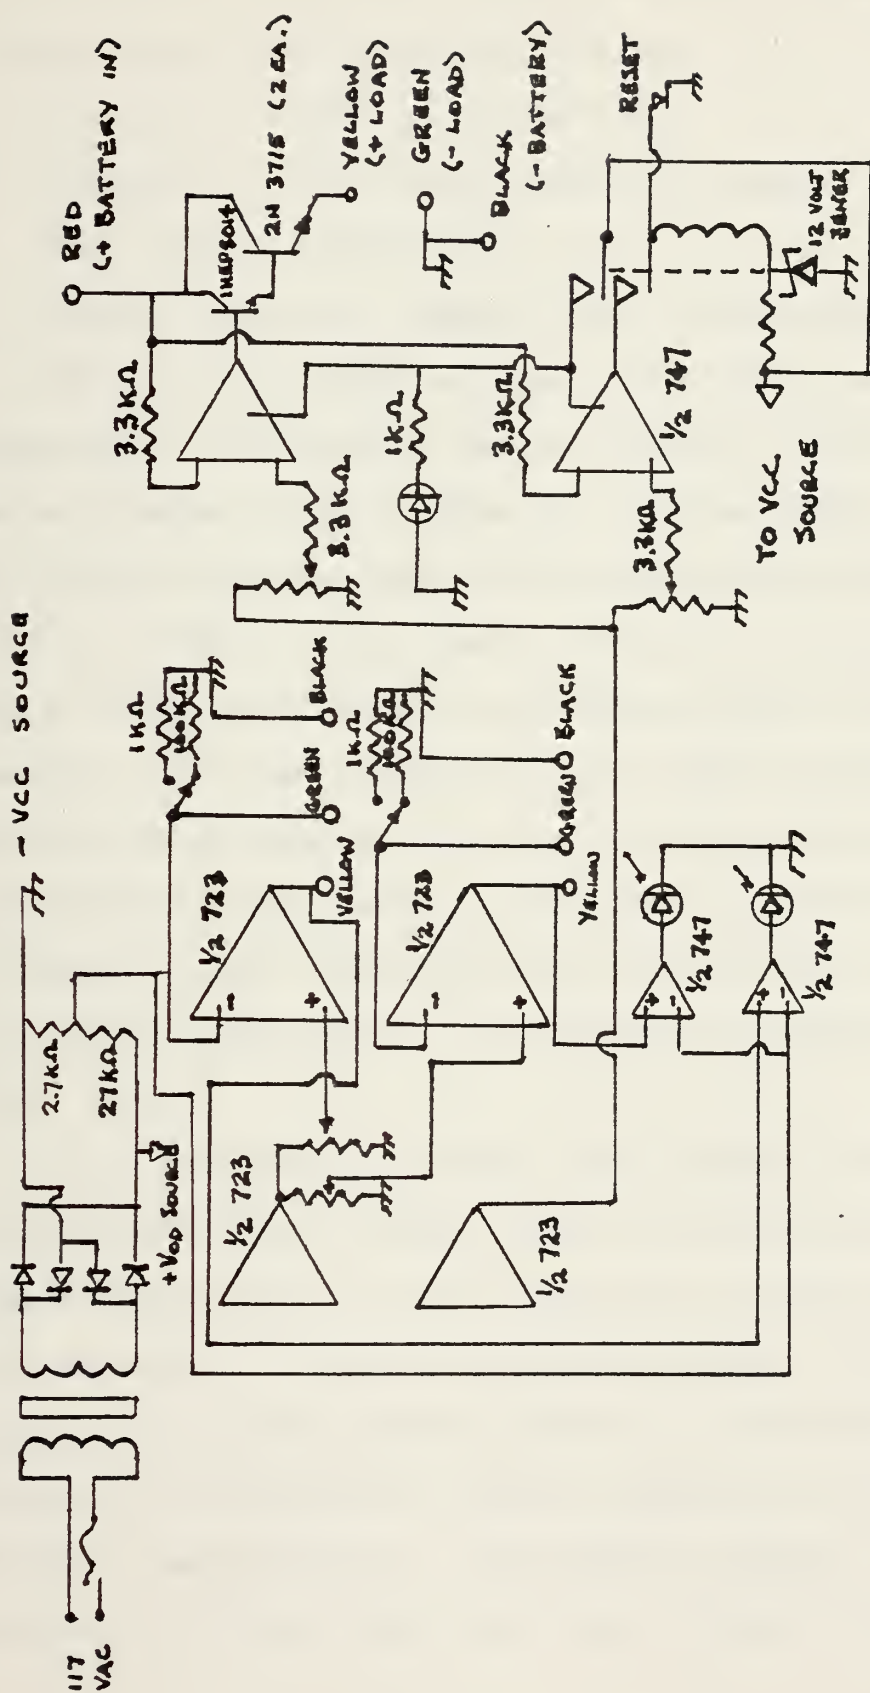 117
VAC
+VDD SOURCE
2.7KΩ
27KΩ
- VCC SOURCE
1/2 723
1/2 723
1/2 723
1/2 723
-
+
-
+
1KΩ
100KΩ
YELLOW
GREEN
BLACK
1KΩ
100KΩ
YELLOW
GREEN
BLACK
+
-
1/2 747
+
-
1/2 747
3.3KΩ
3.3KΩ
1KΩ
3.3KΩ
3.3KΩ
1/2 747
TO VCC
SOURCE
RED
(+ BATTERY IN)
2N 3715 (2 EA.)
YELLOW
(+ LOAD)
GREEN
(- LOAD)
BLACK
(- BATTERY)
RESET
12 VOLT
ZENER